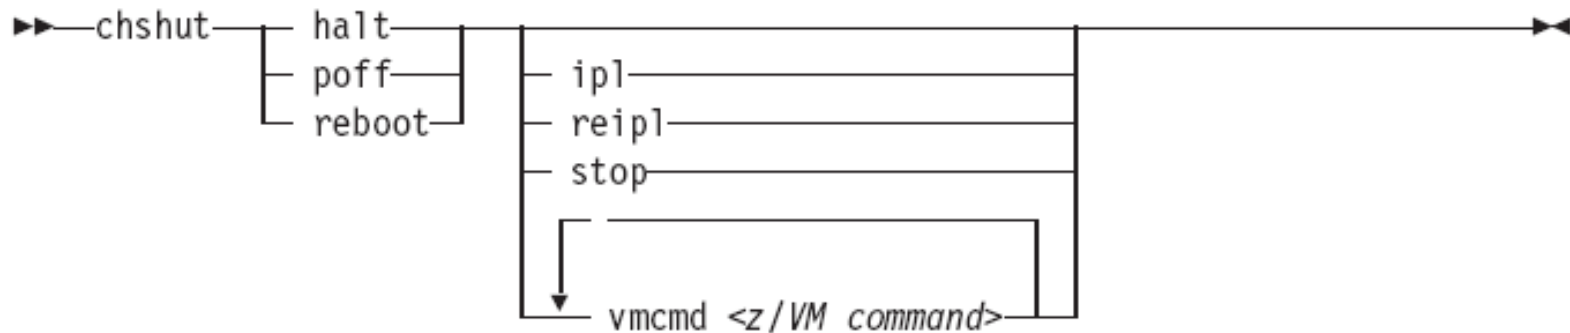 chshut halt
poff ipl
reboot reipl
stop
vmcmd <z/VM command>